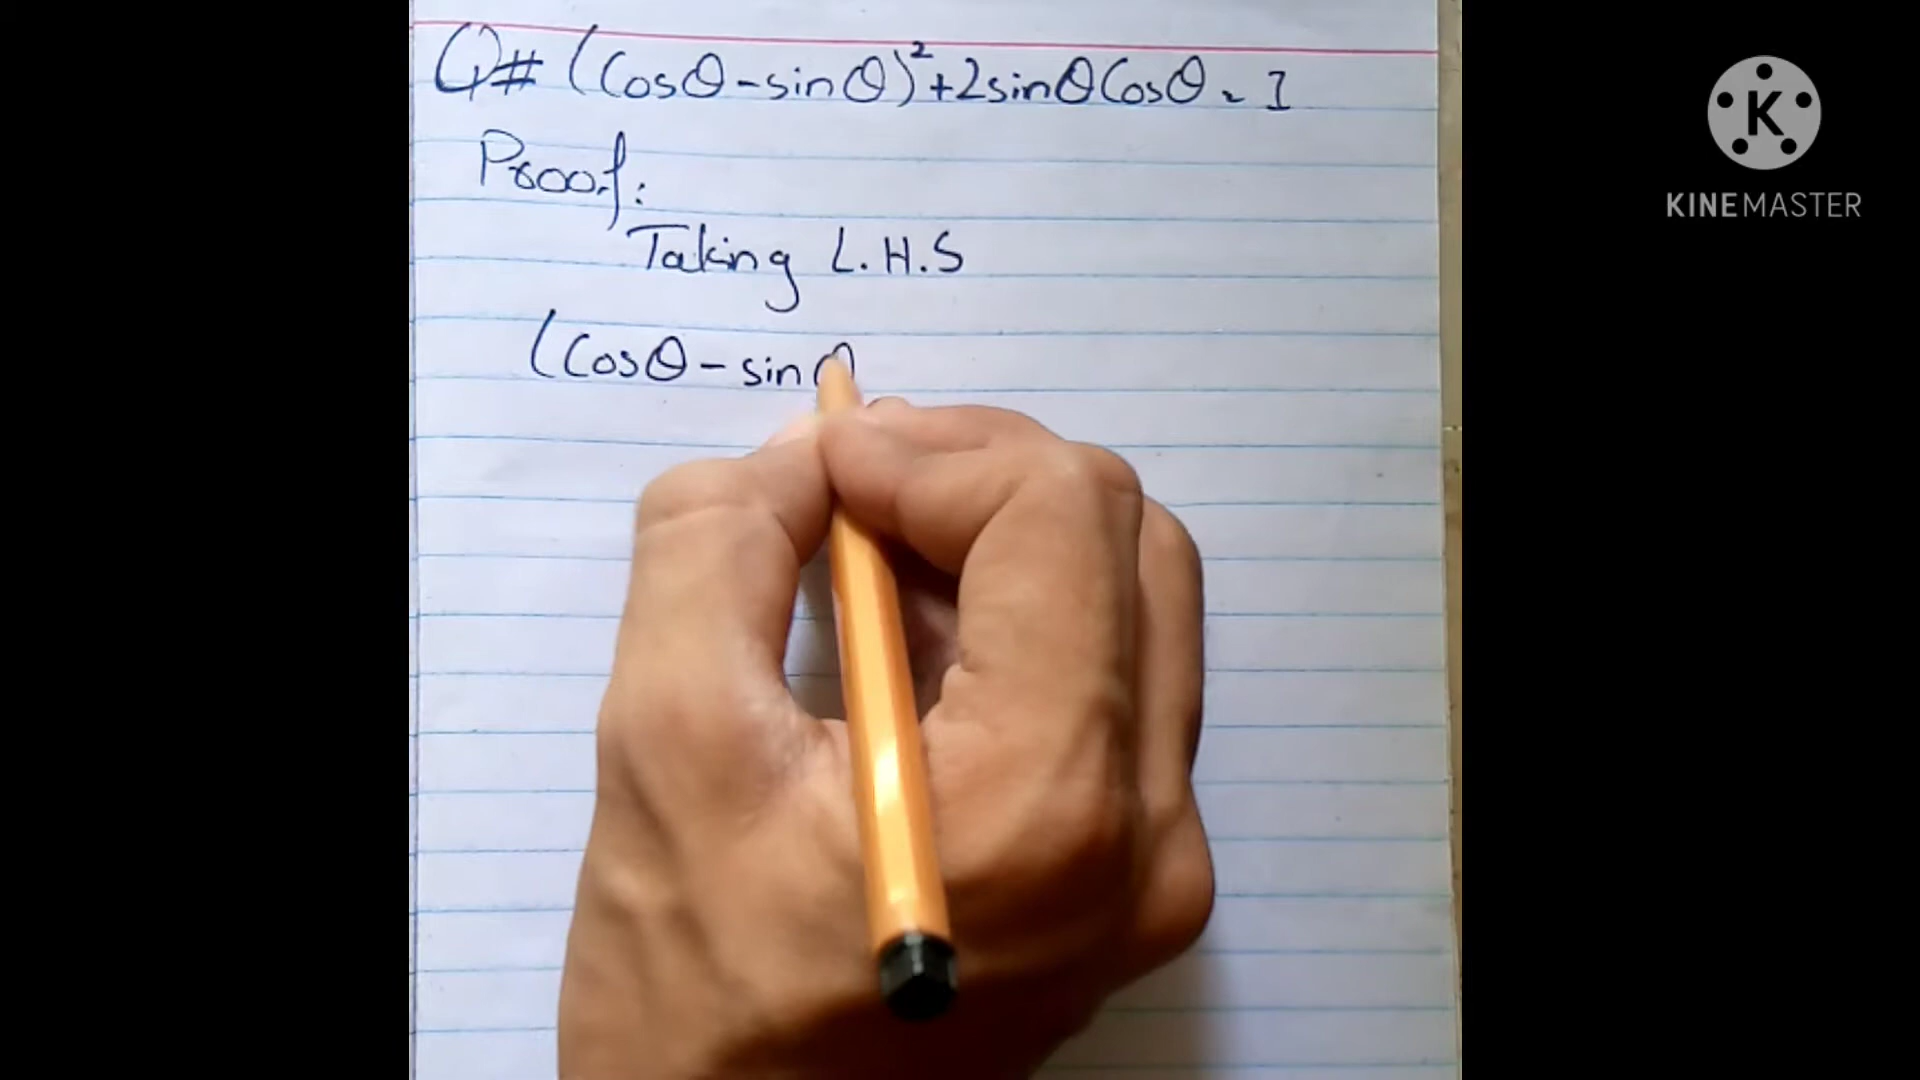 Q# (Cosθ-sinθ)²+2sinθCosθ = 1
Proof:
Taking L.H.S
(Cosθ - sinθ
K
KINEMASTER